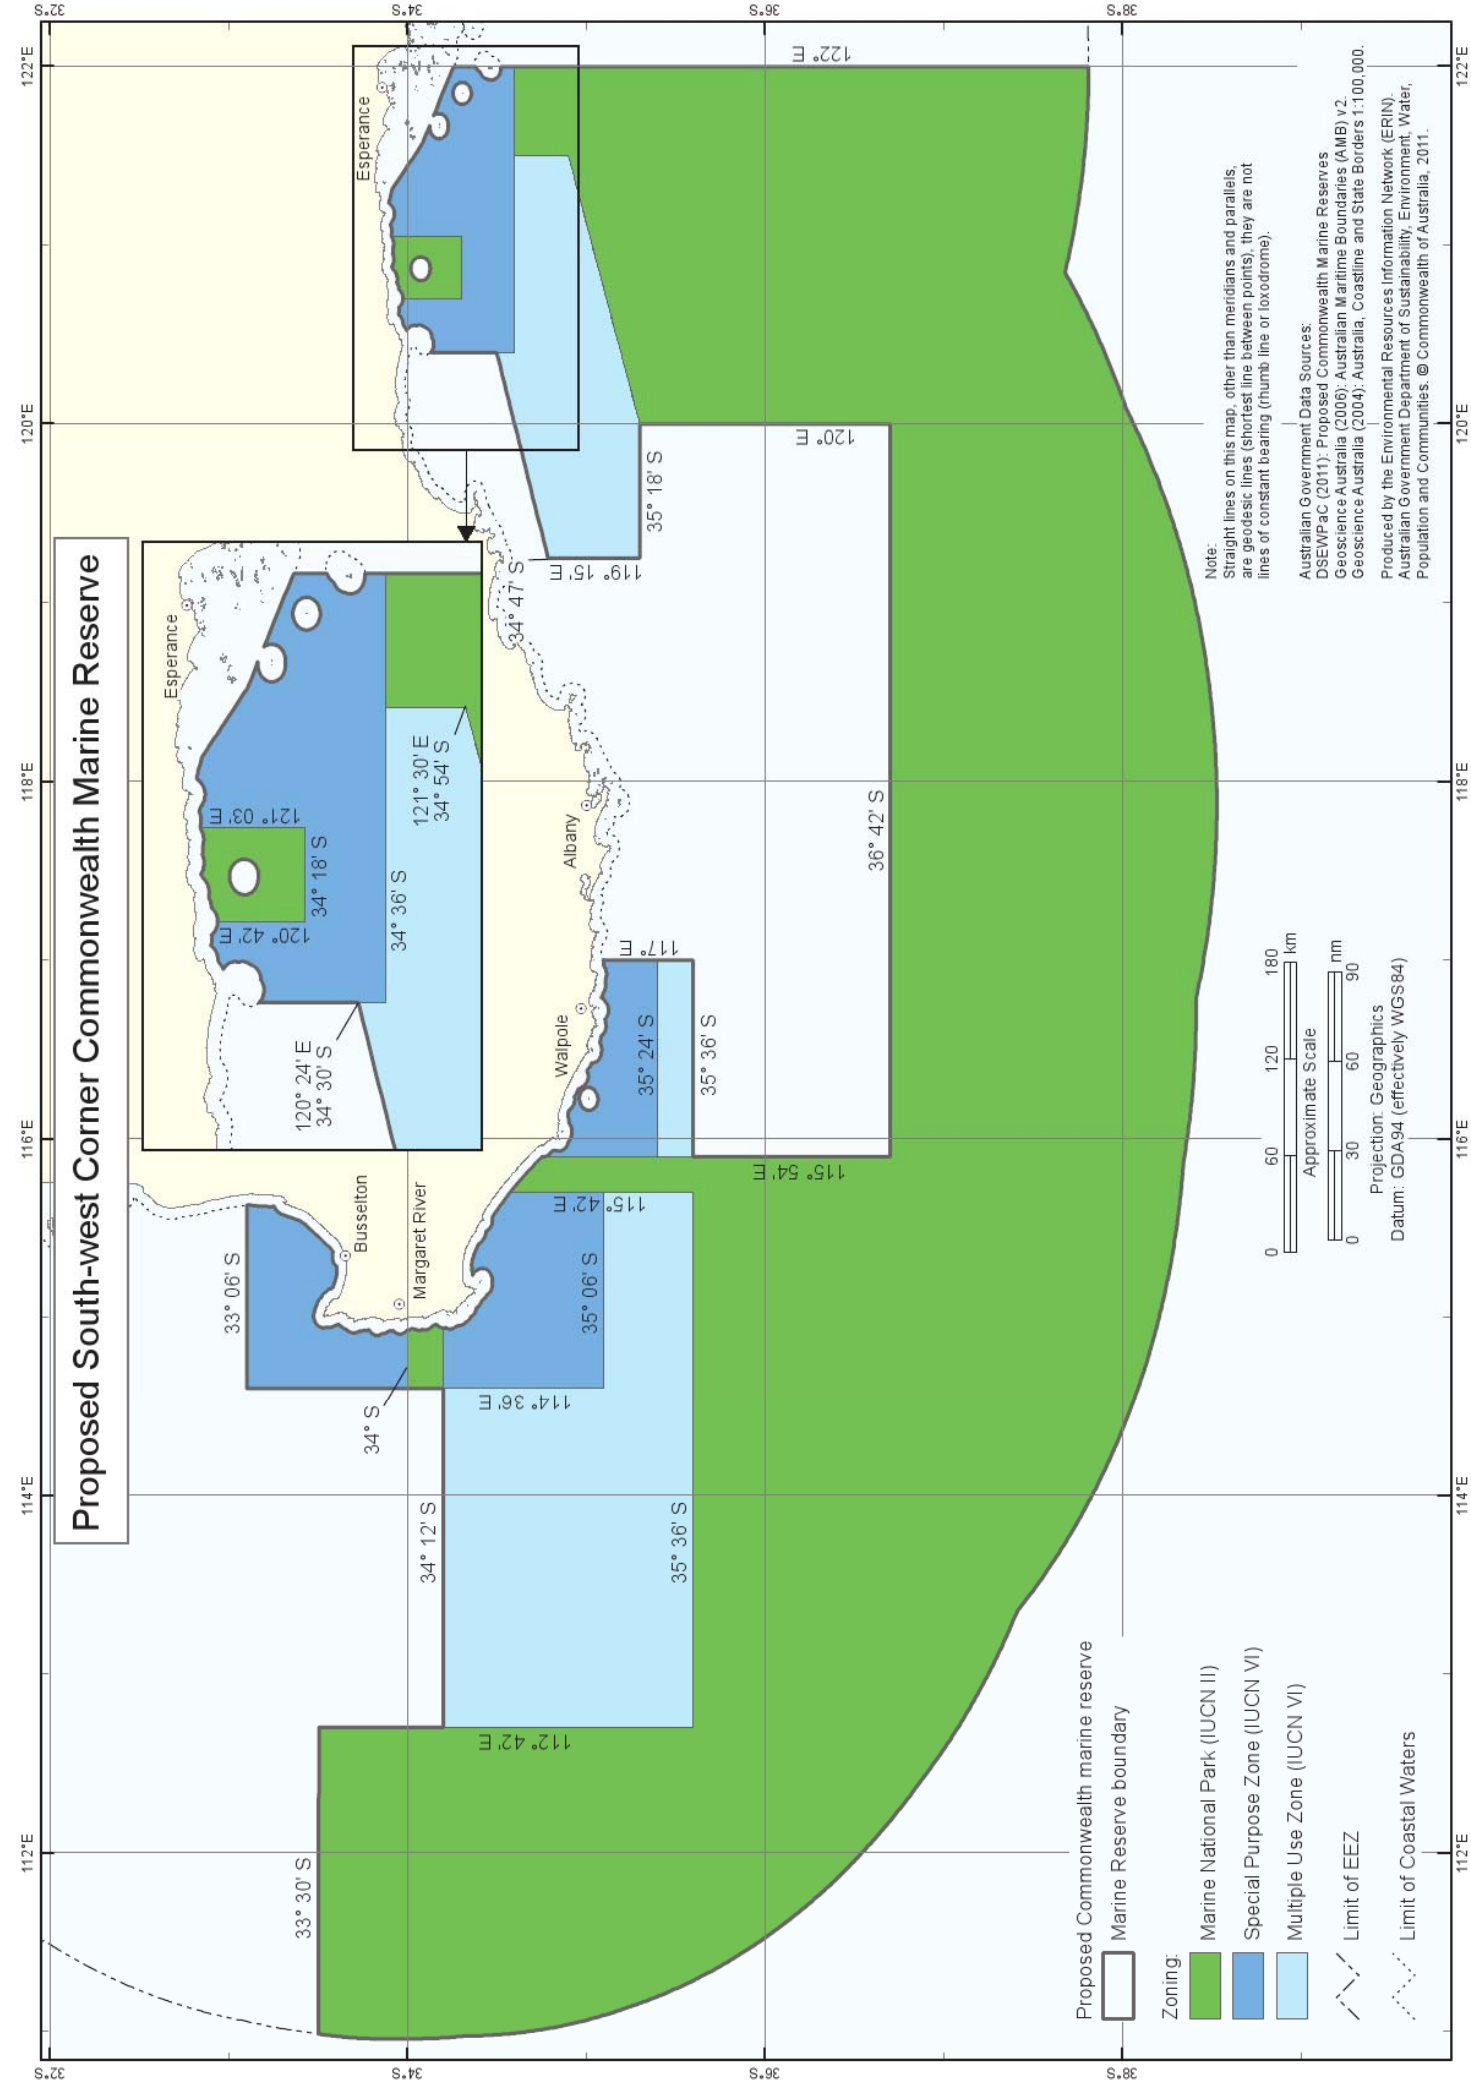 Proposed South-west Corner Commonwealth Marine Reserve
112°E
114°E
116°E
118°E
120°E
122°E
32°S
34°S
36°S
38°S
32°S
34°S
36°S
38°S
112°E
114°E
116°E
118°E
120°E
122°E
Esperance
120° 42' E
121° 03' E
34° 18' S
34° 36' S
120° 24' E
34° 30' S
121° 30' E
34° 54' S
Esperance
122° E
120° E
35° 18' S
119° 15' E
34° 47' S
Albany
Walpole
117° E
35° 24' S
35° 36' S
36° 42' S
115° 54' E
115° 42' E
Busselton
Margaret River
33° 06' S
35° 06' S
114° 36' E
34° S
34° 12' S
35° 36' S
112° 42' E
33° 30' S
Proposed Commonwealth marine reserve
Marine Reserve boundary
Zoning:
Marine National Park (IUCN II)
Special Purpose Zone (IUCN VI)
Multiple Use Zone (IUCN VI)
Limit of EEZ
Limit of Coastal Waters
0 60 120 180
km
Approximate Scale
nm
0 30 60 90
Projection: Geographics
Datum: GDA94 (effectively WGS84)
Note:
Straight lines on this map, other than meridians and parallels,
are geodesic lines (shortest line between points), they are not
lines of constant bearing (rhumb line or loxodrome).
Australian Government Data Sources:
DSEWPaC (2011): Proposed Commonwealth Marine Reserves
Geoscience Australia (2006): Australian Maritime Boundaries (AMB) v2.
Geoscience Australia (2004): Australia, Coastline and State Borders 1:100,000.
Produced by the Environmental Resources Information Network (ERIN).
Australian Government Department of Sustainability, Environment, Water,
Population and Communities. © Commonwealth of Australia, 2011.